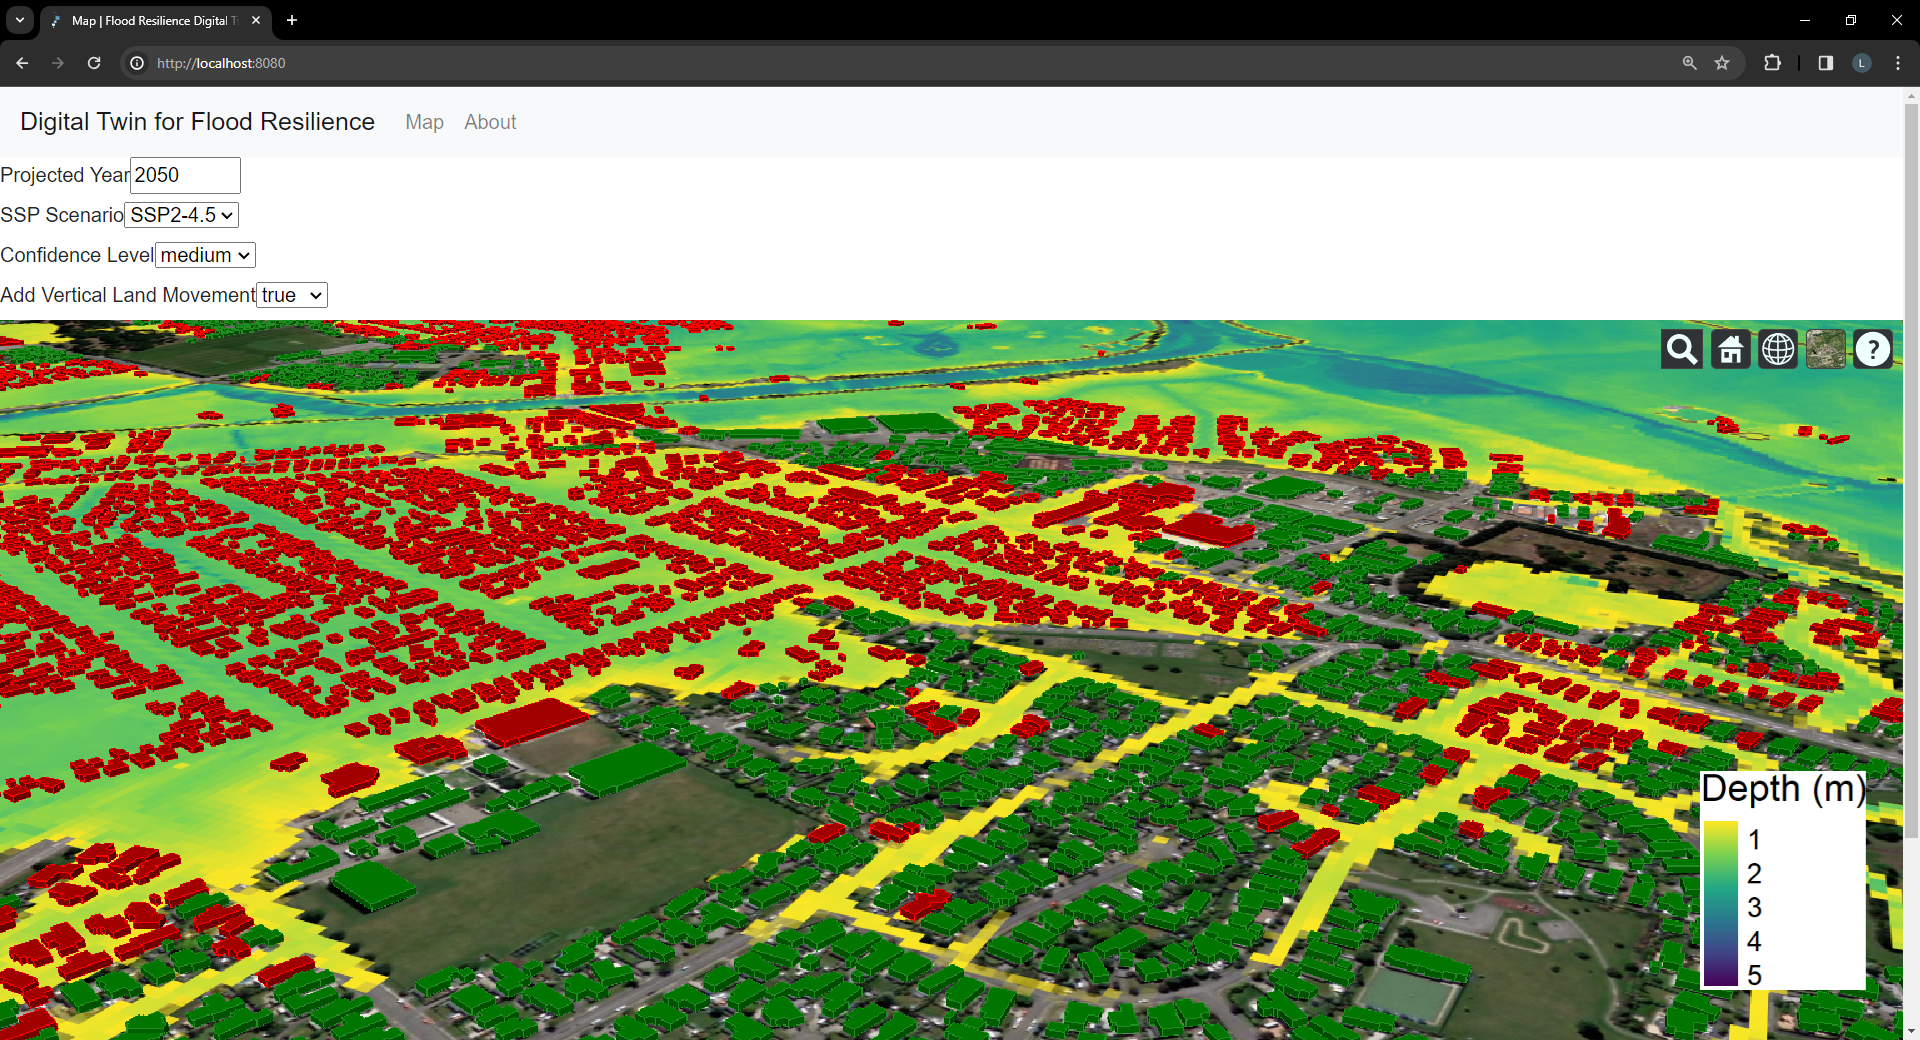 Map | Flood Resilience Digital T
http://localhost:8080
L
Digital Twin for Flood Resilience
Map
About
Projected Year 2050
SSP Scenario SSP2-4.5
Confidence Level medium
Add Vertical Land Movement true
?
Depth (m)
1
2
3
4
5